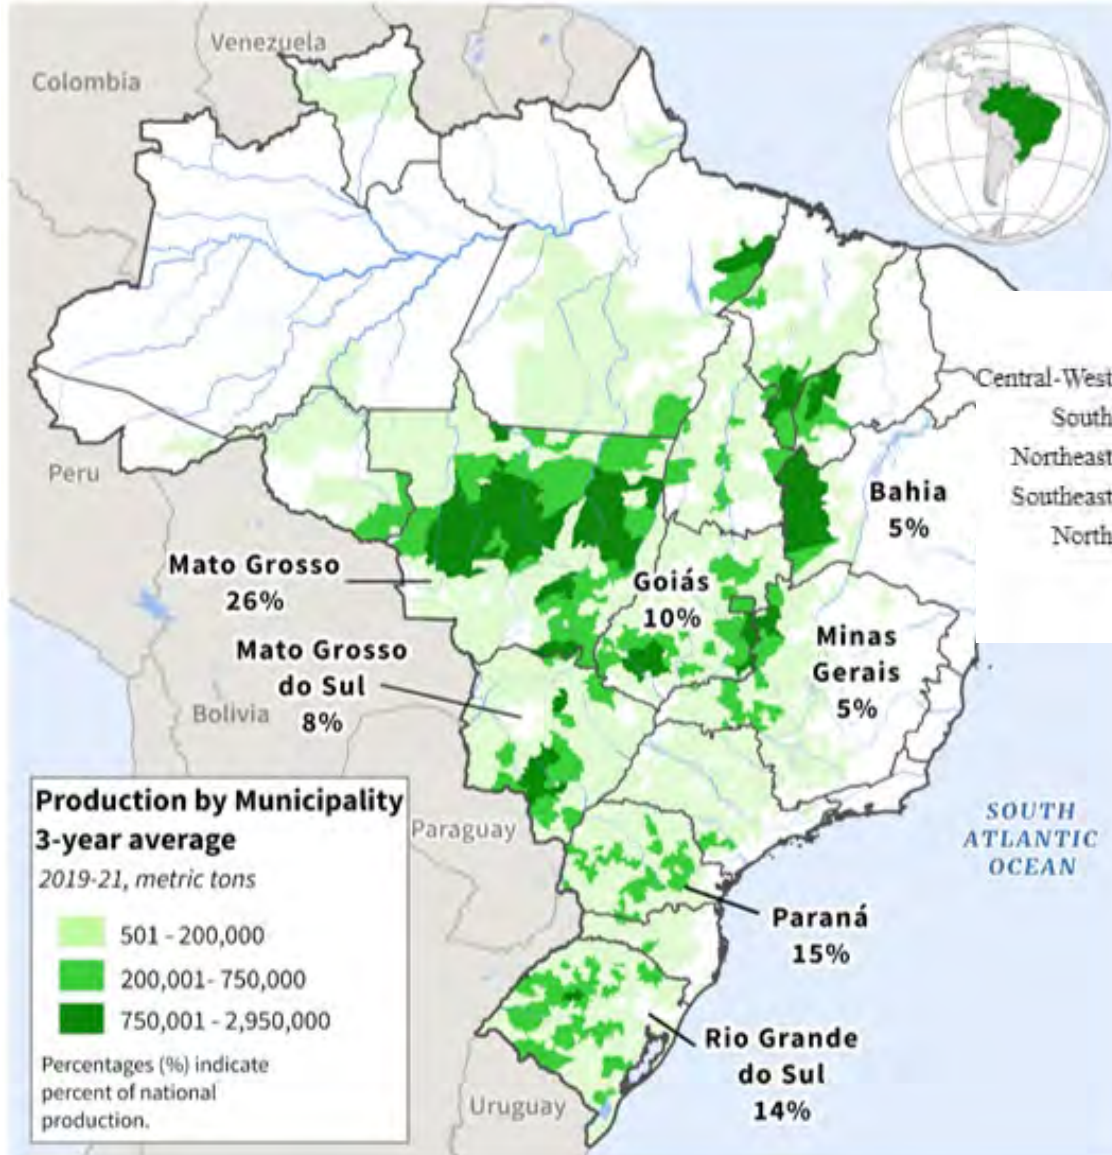 Venezuela
Colombia
Peru
Bolivia
Paraguay
Uruguay
Central-West
South
Northeast
Southeast
North
Bahia
5%
Mato Grosso
26%
Goiás
10%
Minas
Gerais
5%
Mato Grosso
do Sul
8%
Paraná
15%
Rio Grande
do Sul
14%
SOUTH
ATLANTIC
OCEAN
Production by Municipality
3-year average
2019-21, metric tons
501 - 200,000
200,001- 750,000
750,001 - 2,950,000
Percentages (%) indicate
percent of national
production.